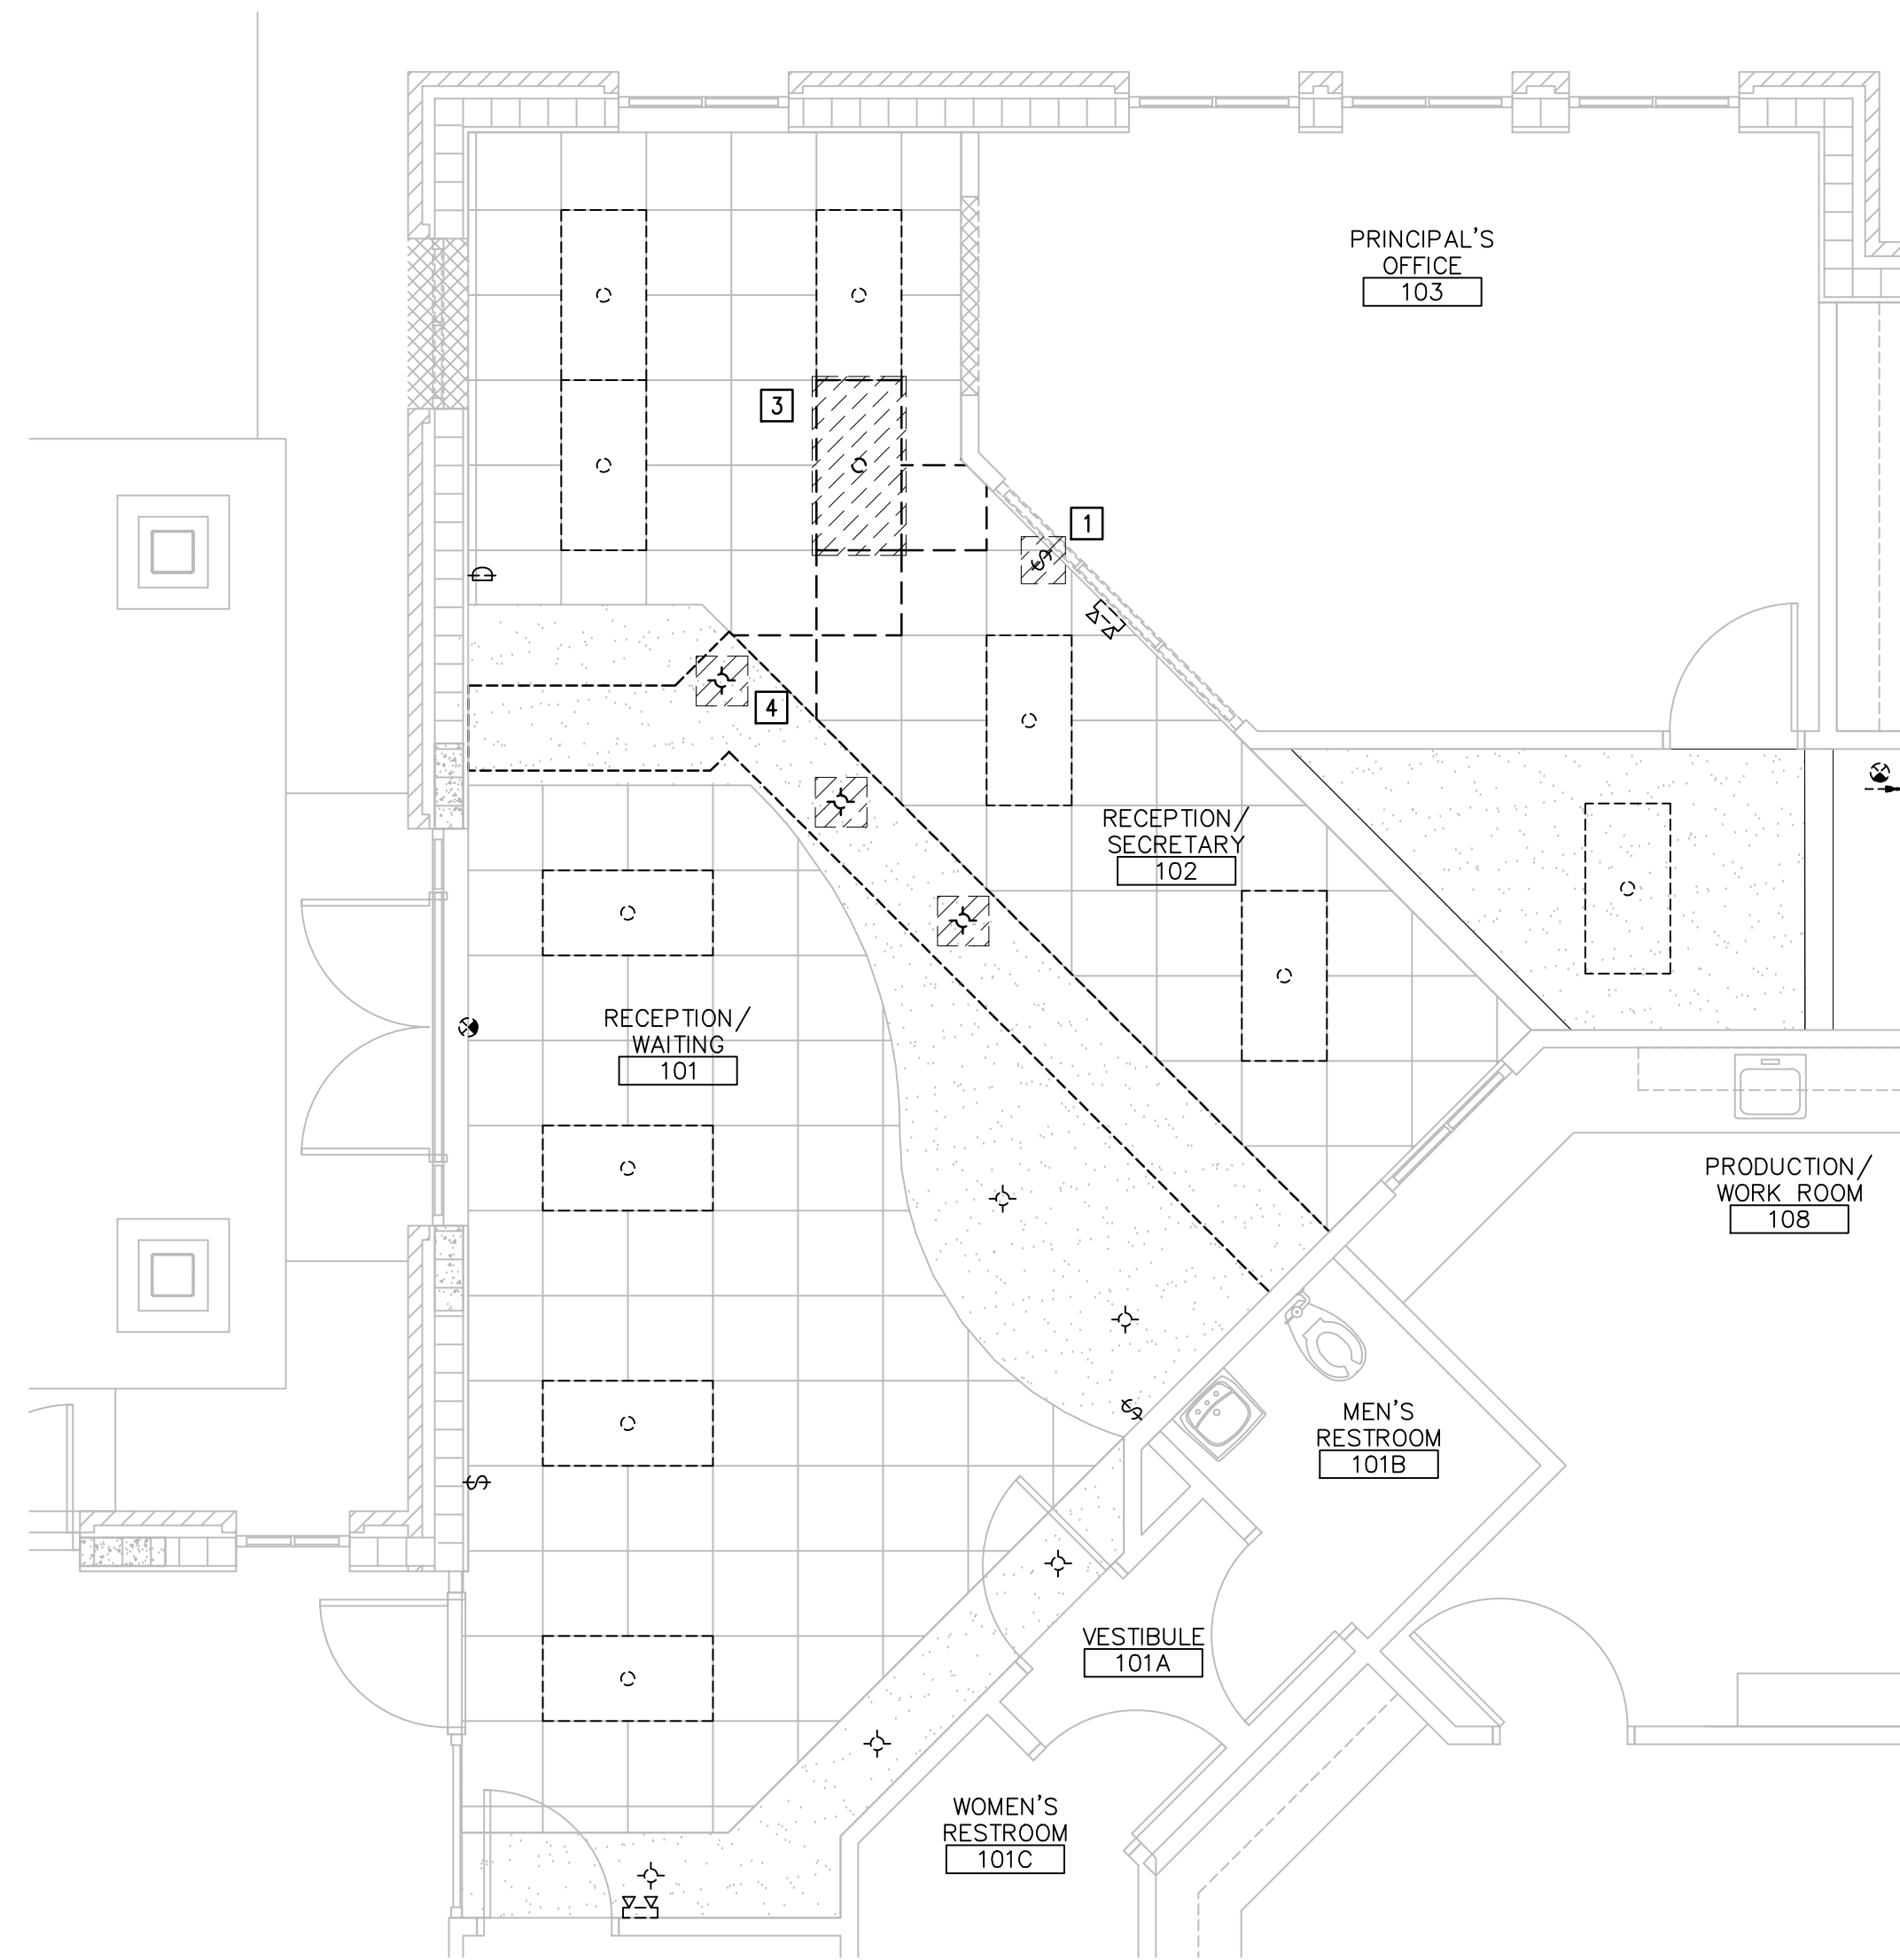 PRINCIPAL'S
OFFICE
103
3
1
D
$
4
RECEPTION/
SECRETARY
102
RECEPTION/
WAITING
101
PRODUCTION/
WORK ROOM
108
$
MEN'S
RESTROOM
101B
$
VESTIBULE
101A
WOMEN'S
RESTROOM
101C